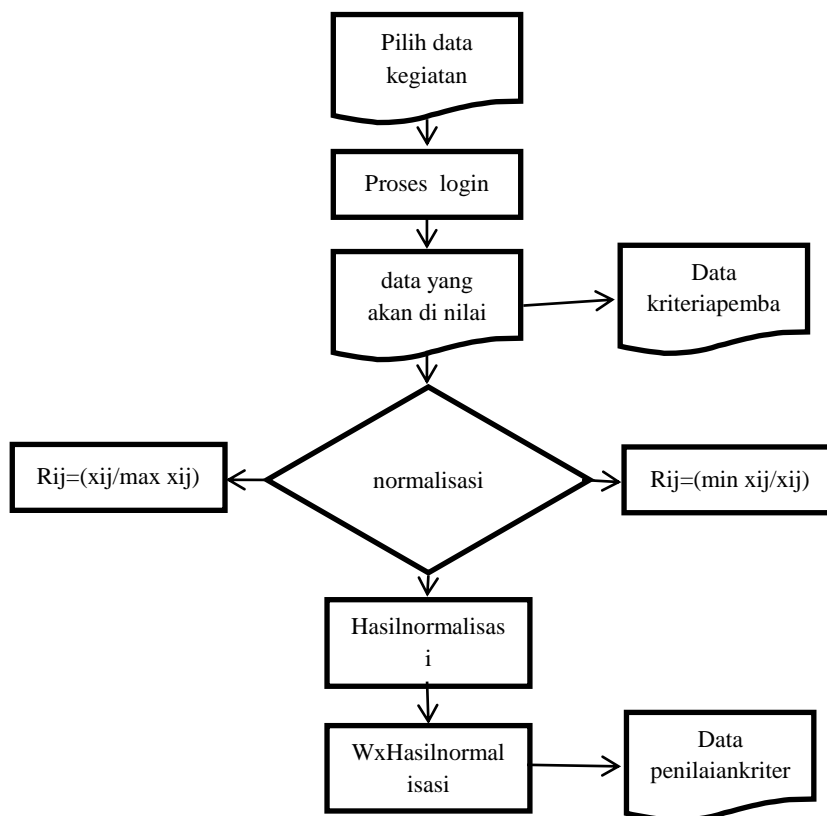 Pilih data
kegiatan
Proses login
data yang
akan di nilai
Data
kriteriapemba
normalisasi
Rij=(xij/max xij)
Rij=(min xij/xij)
Hasilnormalisas
i
WxHasilnormal
isasi
Data
penilaiankriter